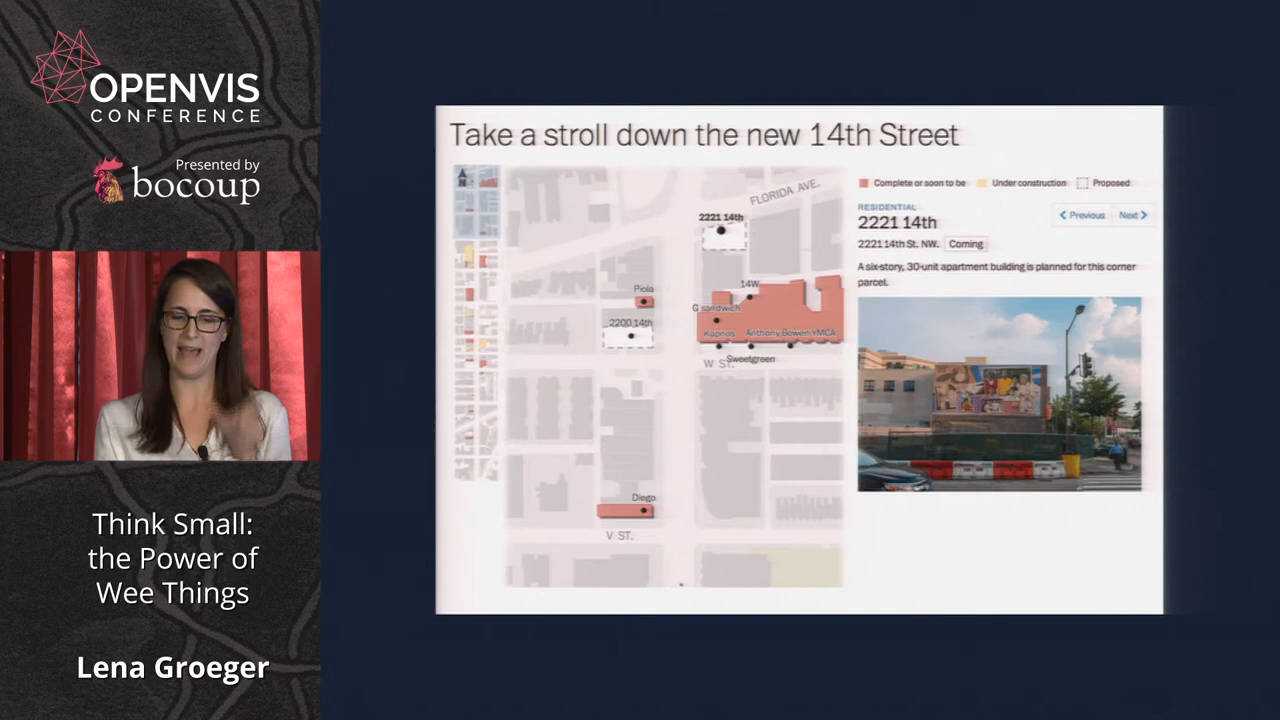 OPENVIS
CONFERENCE
Presented by
bocoup
Think Small:
the Power of
Wee Things
Lena Groeger
Take a stroll down the new 14th Street
N
FLORIDA AVE.
2221 14th
14W
Piola
G sandwich
2200 14th
Kapnos
Anthony Bowen YMCA
Sweetgreen
W ST.
Diego
V ST.
Complete or soon to be
Under construction
Proposed
RESIDENTIAL
2221 14th
Previous
Next
2221 14th St. NW.
Coming
A six-story, 30-unit apartment building is planned for this corner
parcel.